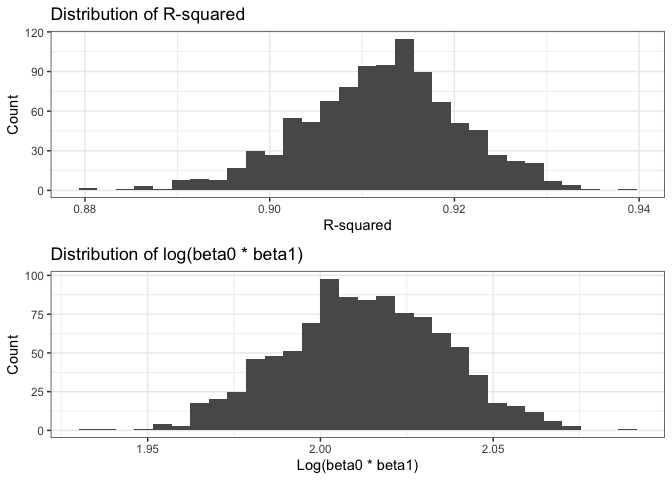 Distribution of R-squared
120
90
60
30
0
Count
0.88
0.90
0.92
0.94
R-squared
Distribution of log(beta0 * beta1)
100
75
50
25
0
Count
1.95
2.00
2.05
Log(beta0 * beta1)